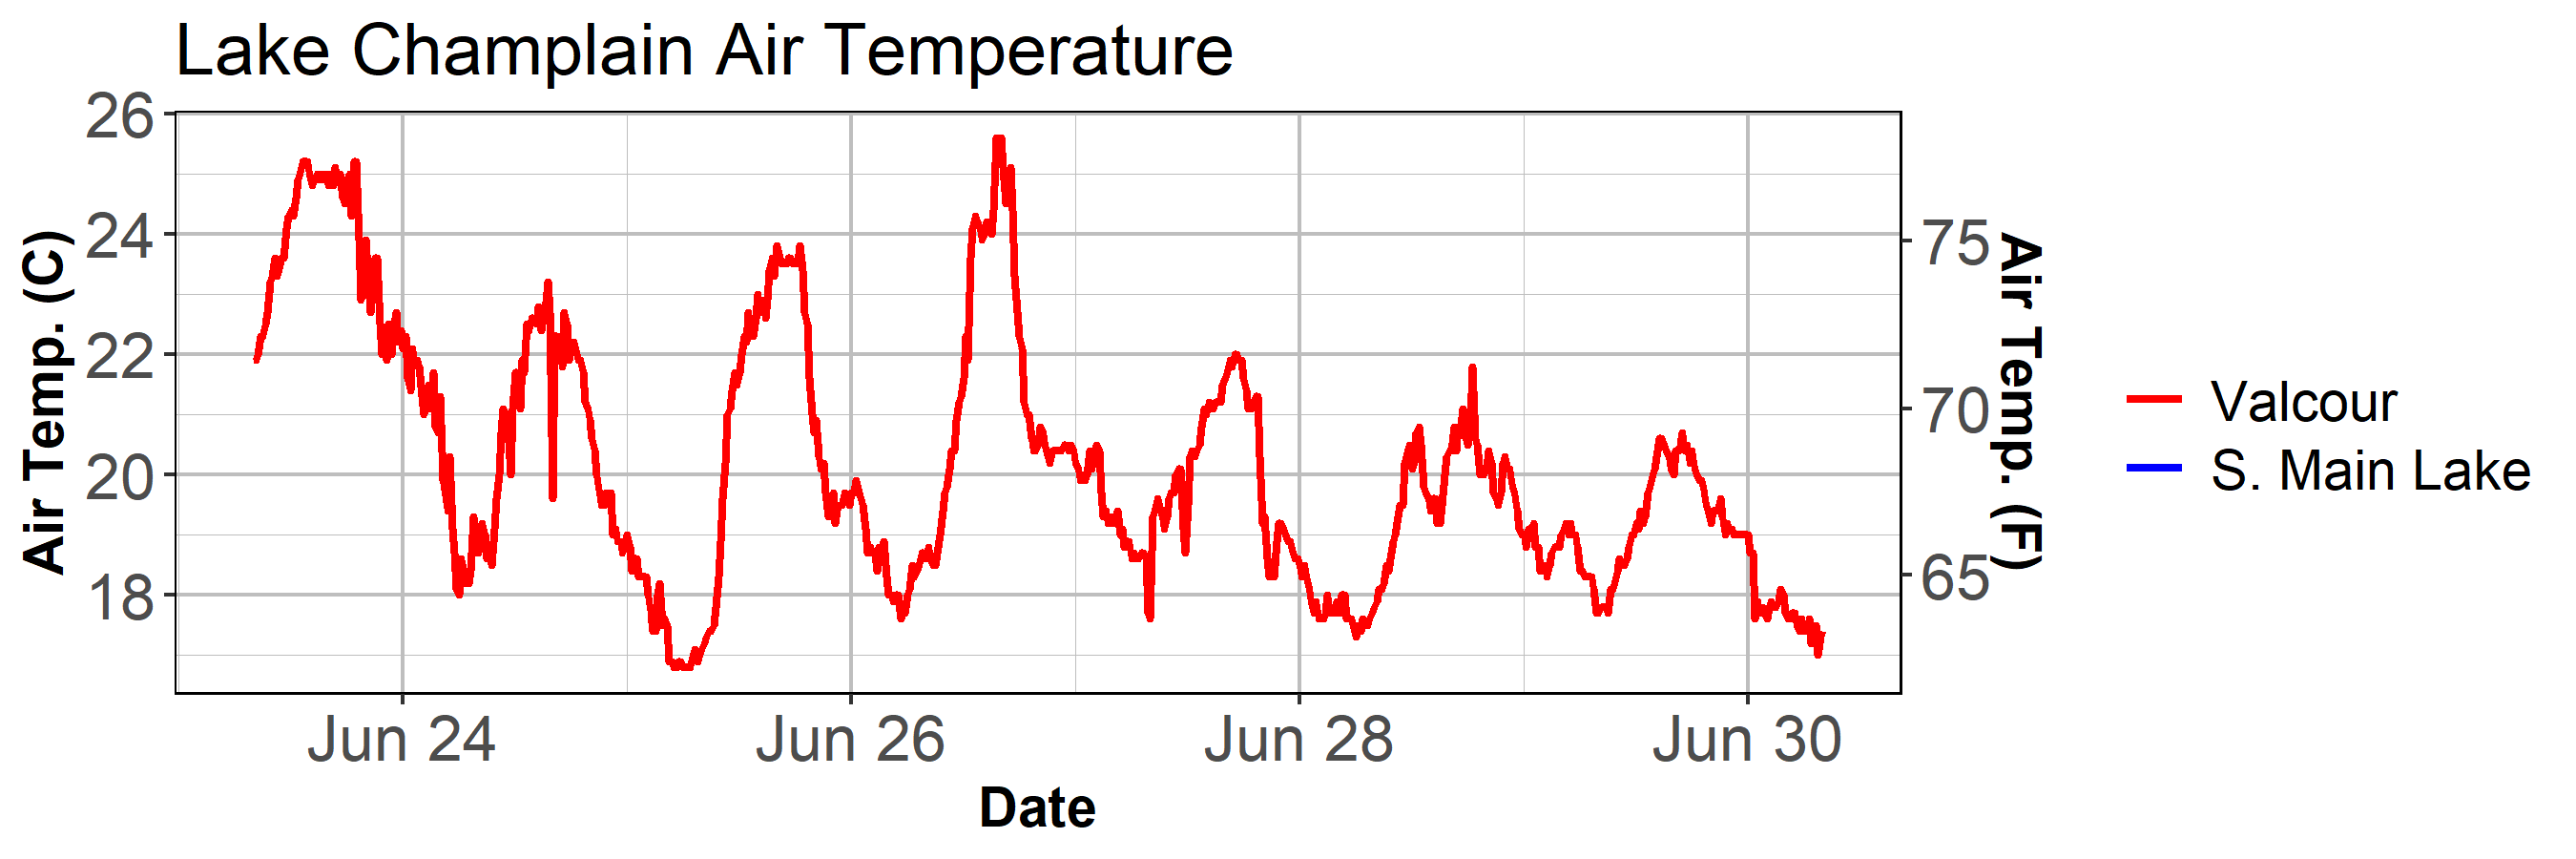 Lake Champlain Air Temperature
26
24
22
20
18
Air Temp. (C)
75
70
65
Air Temp. (F)
Jun 24
Jun 26
Jun 28
Jun 30
Date
Valcour
S. Main Lake